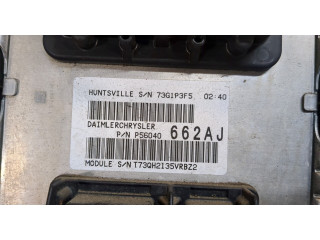 HUNTSVILLE S/N 73G1P3F5 02:40
DAIMLERCHRYSLER
P/N P56040 662AJ
MODULE S/N T73QH2135VRBZ2